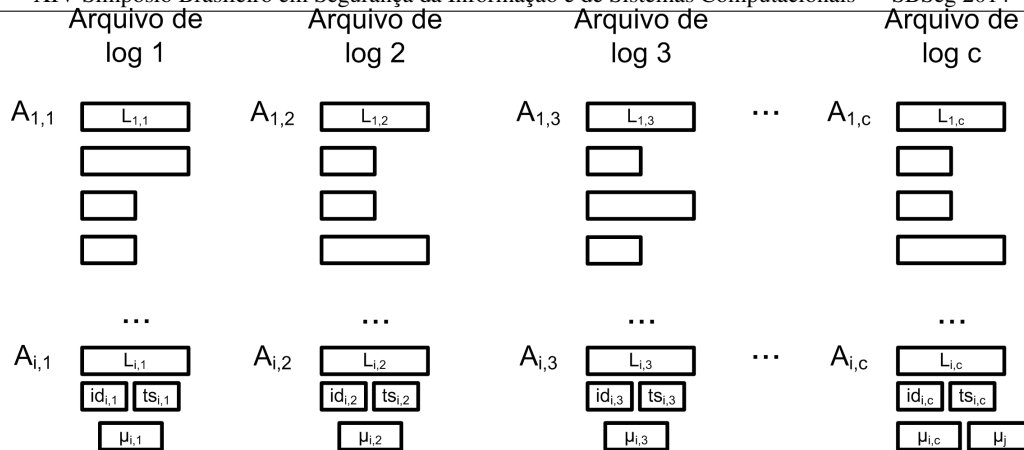 XIV Simpósio Brasileiro em Segurança da Informação e de Sistemas Computacionais — SBSeg 2014
Arquivo de log 1
Arquivo de log 2
Arquivo de log 3
Arquivo de log c
A1,1 L1,1 A1,2 L1,2 A1,3 L1,3 ... A1,c L1,c
... ... ... ...
Ai,1 Li,1 Ai,2 Li,2 Ai,3 Li,3 ... Ai,c Li,c
idi,1 tsi,1 idi,2 tsi,2 idi,3 tsi,3 idi,c tsi,c
μi,1 μi,2 μi,3 μi,c μj